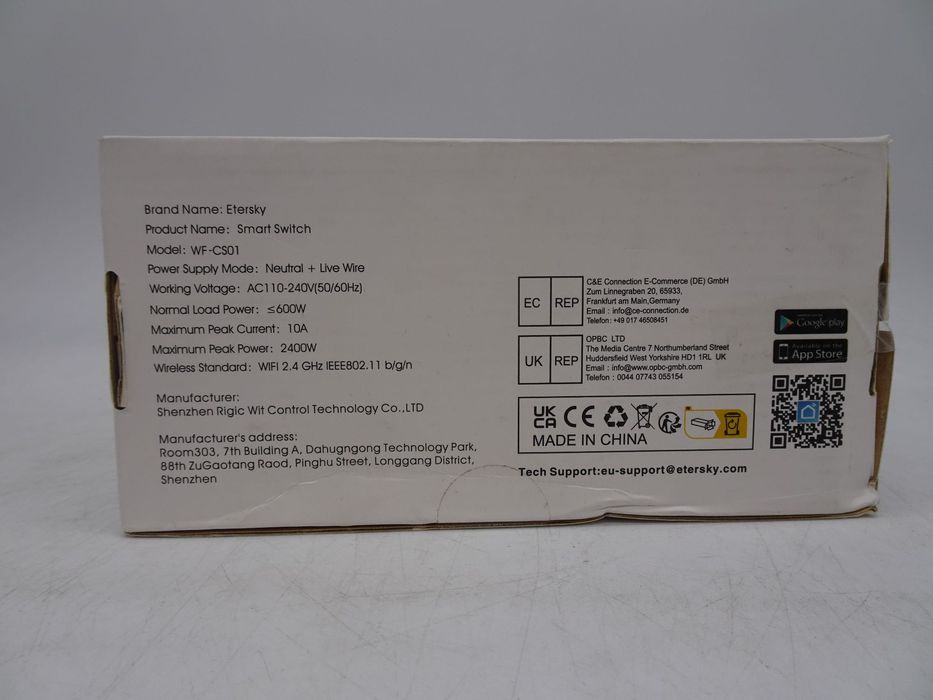 Brand Name: Etersky
Product Name: Smart Switch
Model: WF-CS01
Power Supply Mode: Neutral + Live Wire
Working Voltage: AC110-240V(50/60Hz)
Normal Load Power: ≤600W
Maximum Peak Current: 10A
Maximum Peak Power: 2400W
Wireless Standard: WIFI 2.4 GHz IEEE802.11 b/g/n
Manufacturer:
Shenzhen Rigic Wit Control Technology Co.,LTD
Manufacturer's address:
Room303, 7th Building A, Dahugngong Technology Park,
88th ZuGaotang Raod, Pinghu Street, Longgang District,
Shenzhen
EC REP
C&E Connection E-Commerce (DE) GmbH
Zum Linnegraben 20, 65933,
Frankfurt am Main,Germany
Email : info@ce-connection.de
Telefon: +49 017 46508451
UK REP
OPBC LTD
The Media Centre 7 Northumberland Street
Huddersfield West Yorkshire HD1 1RL UK
Email : info@www.opbc-gmbh.com
Telefon : 0044 07743 055154
UK
CA
CE
MADE IN CHINA
Tech Support:eu-support@etersky.com
Google play
Available on the
App Store